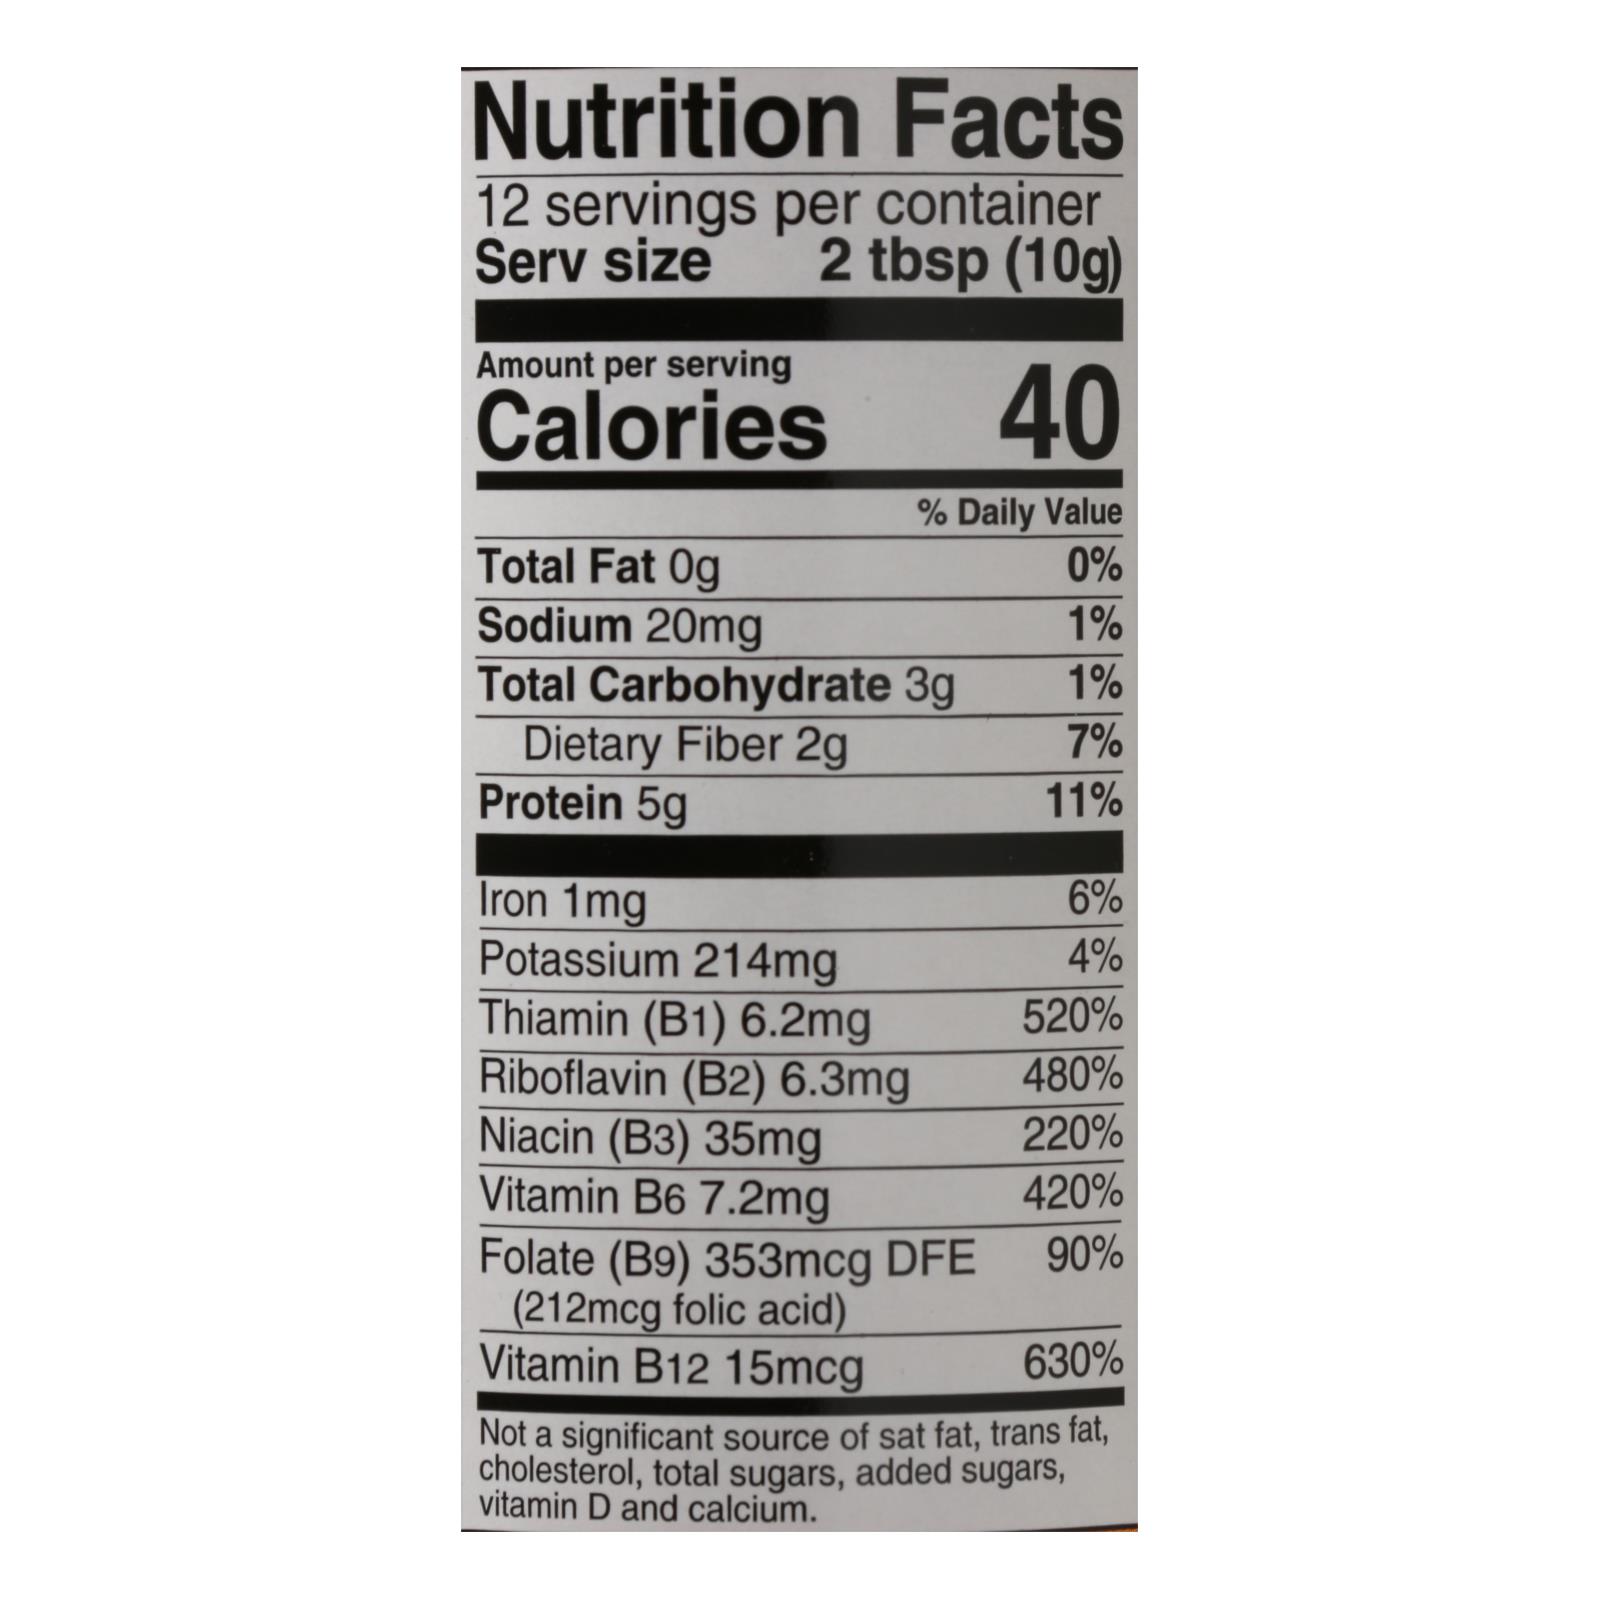 Nutrition Facts
12 servings per container
Serv size 2 tbsp (10g)
Amount per serving
Calories 40
% Daily Value
Total Fat 0g 0%
Sodium 20mg 1%
Total Carbohydrate 3g 1%
Dietary Fiber 2g 7%
Protein 5g 11%
Iron 1mg 6%
Potassium 214mg 4%
Thiamin (B1) 6.2mg 520%
Riboflavin (B2) 6.3mg 480%
Niacin (B3) 35mg 220%
Vitamin B6 7.2mg 420%
Folate (B9) 353mcg DFE 90%
(212mcg folic acid)
Vitamin B12 15mcg 630%
Not a significant source of sat fat, trans fat,
cholesterol, total sugars, added sugars,
vitamin D and calcium.